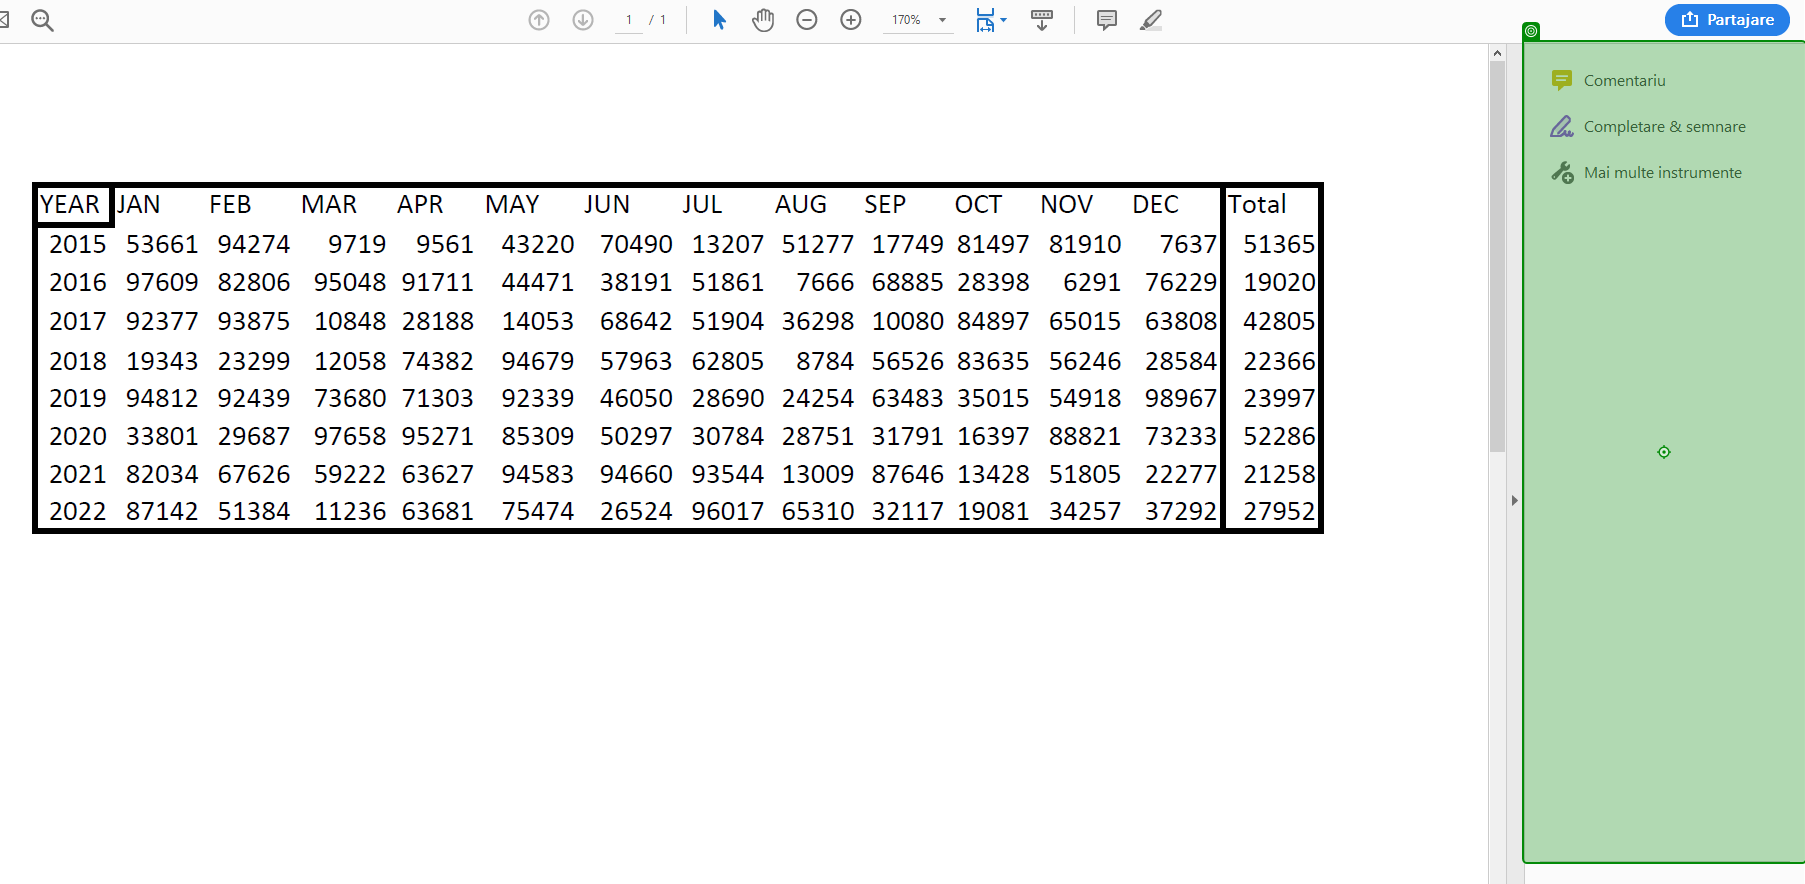 1 / 1 170% Partajare
Comentariu
Completare & semnare
Mai multe instrumente
YEAR JAN FEB MAR APR MAY JUN JUL AUG SEP OCT NOV DEC Total
2015 53661 94274 9719 9561 43220 70490 13207 51277 17749 81497 81910 7637 51365
2016 97609 82806 95048 91711 44471 38191 51861 7666 68885 28398 6291 76229 19020
2017 92377 93875 10848 28188 14053 68642 51904 36298 10080 84897 65015 63808 42805
2018 19343 23299 12058 74382 94679 57963 62805 8784 56526 83635 56246 28584 22366
2019 94812 92439 73680 71303 92339 46050 28690 24254 63483 35015 54918 98967 23997
2020 33801 29687 97658 95271 85309 50297 30784 28751 31791 16397 88821 73233 52286
2021 82034 67626 59222 63627 94583 94660 93544 13009 87646 13428 51805 22277 21258
2022 87142 51384 11236 63681 75474 26524 96017 65310 32117 19081 34257 37292 27952